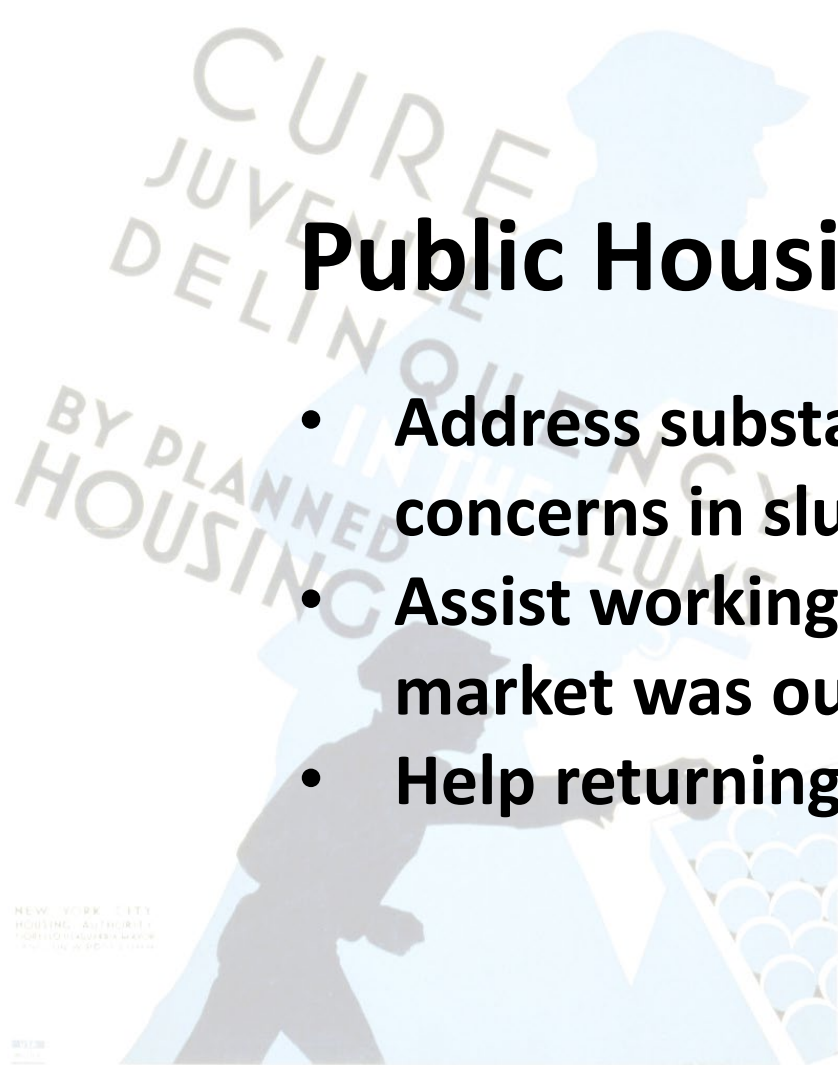 CURE
JUVENILE
DELINQUENCY
IN THE SLUMS
BY PLANNED
HOUSING
Public Housi
• Address substa
concerns in slu
• Assist working
market was ou
• Help returning
NEW YORK CITY
HOUSING AUTHORITY